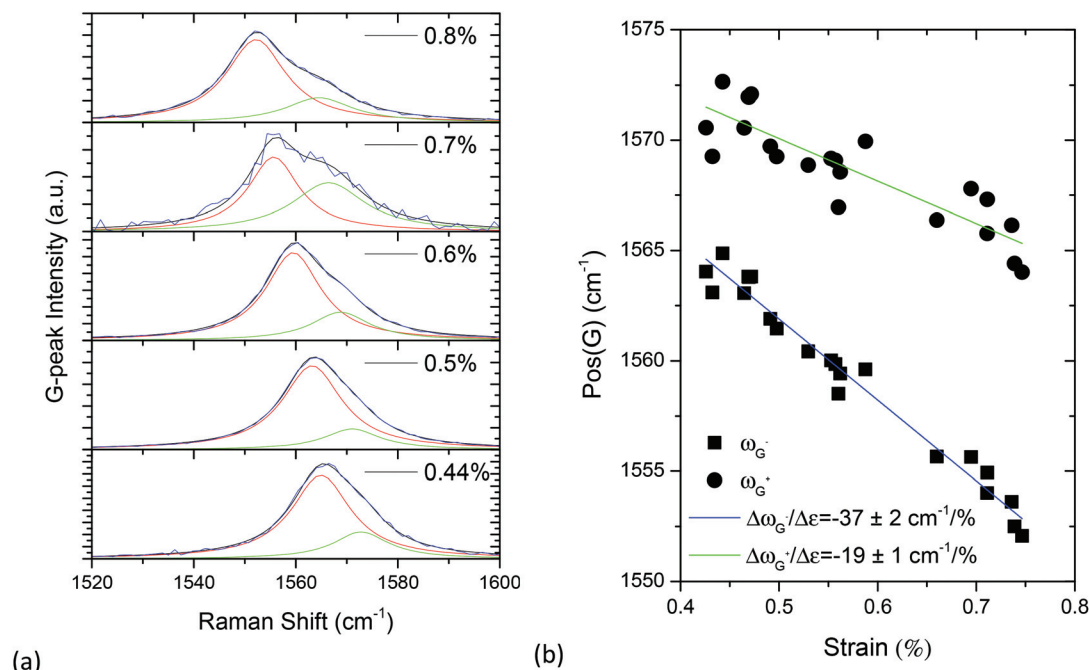 0.8%
0.7%
0.6%
0.5%
0.44%
G-peak Intensity (a.u.)
1520 1540 1560 1580 1600
Raman Shift (cm⁻¹)
(a)
1575
1570
1565
1560
1555
1550
Pos(G) (cm⁻¹)
ω_G⁻
ω_G⁺
Δω_G⁻/Δε=-37 ± 2 cm⁻¹/%
Δω_G⁺/Δε=-19 ± 1 cm⁻¹/%
0.4 0.5 0.6 0.7 0.8
Strain (%)
(b)